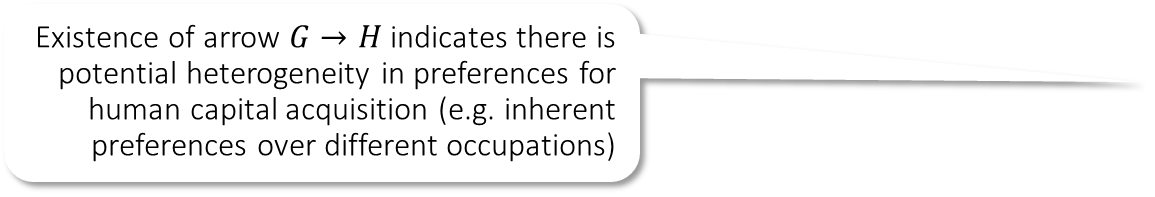 Existence of arrow G → H indicates there is
potential heterogeneity in preferences for
human capital acquisition (e.g. inherent
preferences over different occupations)